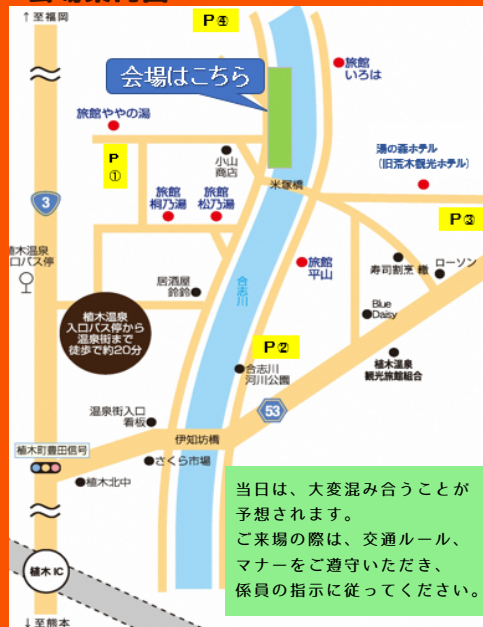 ↑至福岡
P④
旅館
いろは
会場はこちら
旅館ややの湯
P
①
小山
商店
湯の森ホテル
(旧荒木観光ホテル)
米塚橋
3
旅館
桐乃湯
旅館
松乃湯
P③
植木温泉
入口バス停
旅館
平山
寿司割烹 櫓
ローソン
居酒屋
鈴鈴
合志川
Blue
Daisy
植木温泉
入口バス停から
温泉街まで
徒歩で約20分
P②
植木温泉
観光旅館組合
合志川
河川公園
53
温泉街入口
看板
伊知坊橋
植木町豊田信号
さくら市場
植木北中
当日は、大変混み合うことが
予想されます。
ご来場の際は、交通ルール、
マナーをご遵守いただき、
係員の指示に従ってください。
植木IC
↓至熊本